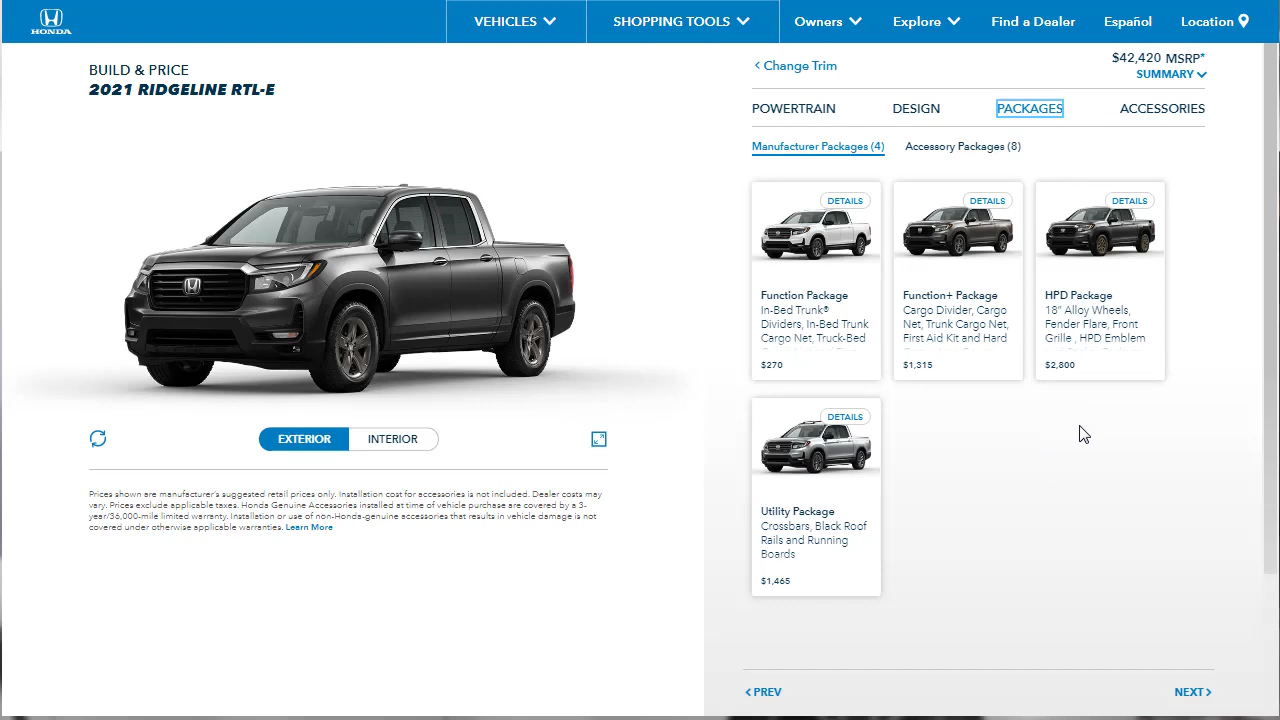 HONDA
VEHICLES
SHOPPING TOOLS
Owners
Explore
Find a Dealer
Español
Location
BUILD & PRICE
2021 RIDGELINE RTL-E
Change Trim
$42,420 MSRP*
SUMMARY
POWERTRAIN
DESIGN
PACKAGES
ACCESSORIES
Manufacturer Packages (4)
Accessory Packages (8)
DETAILS
Function Package
In-Bed Trunk®
Dividers, In-Bed Trunk
Cargo Net, Truck-Bed
$270
DETAILS
Function+ Package
Cargo Divider, Cargo
Net, Trunk Cargo Net,
First Aid Kit and Hard
$1,315
DETAILS
HPD Package
18" Alloy Wheels,
Fender Flare, Front
Grille , HPD Emblem
$2,800
DETAILS
Utility Package
Crossbars, Black Roof
Rails and Running
Boards
$1,465
EXTERIOR
INTERIOR
Prices shown are manufacturer's suggested retail prices only. Installation cost for accessories is not included. Dealer costs may
vary. Prices exclude applicable taxes. Honda Genuine Accessories installed at time of vehicle purchase are covered by a 3-
year/36,000-mile limited warranty. Installation or use of non-Honda-genuine accessories that results in vehicle damage is not
covered under otherwise applicable warranties. Learn More
PREV
NEXT